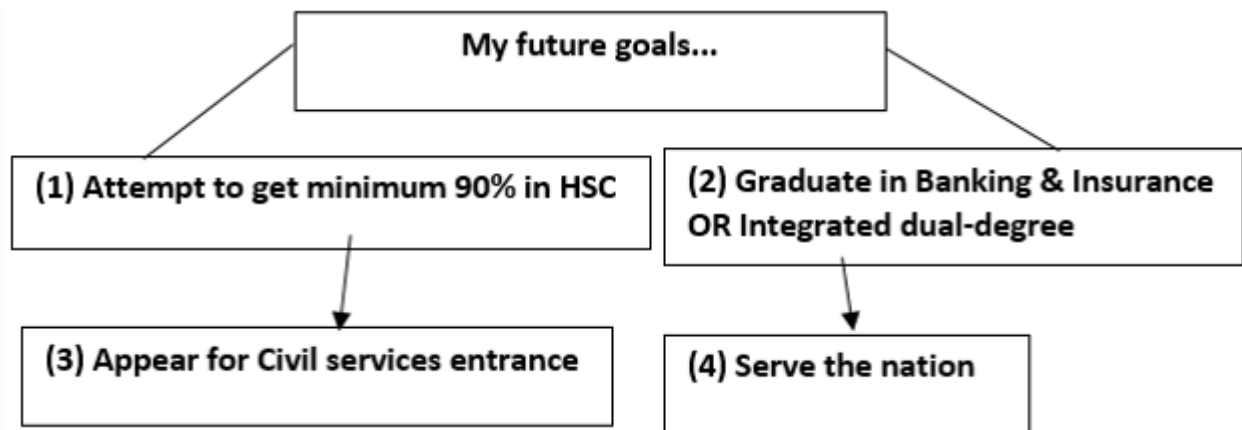 My future goals...
(1) Attempt to get minimum 90% in HSC
(2) Graduate in Banking & Insurance
OR Integrated dual-degree
(3) Appear for Civil services entrance
(4) Serve the nation